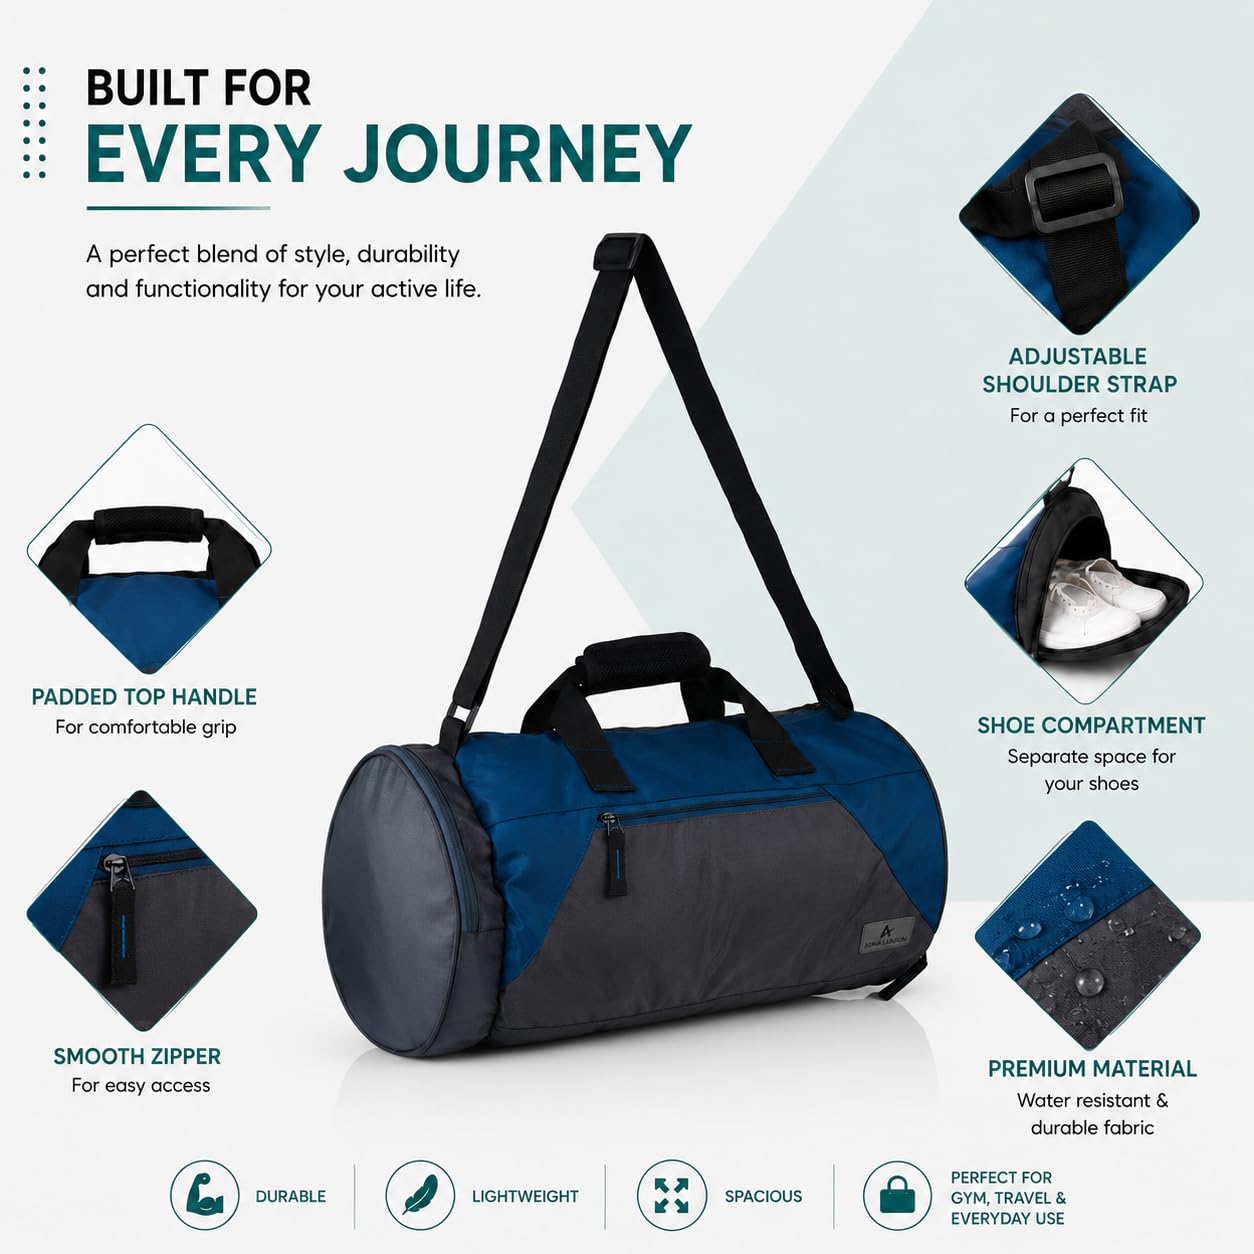 BUILT FOR
EVERY JOURNEY
A perfect blend of style, durability
and functionality for your active life.
ADJUSTABLE
SHOULDER STRAP
For a perfect fit
PADDED TOP HANDLE
For comfortable grip
SHOE COMPARTMENT
Separate space for
your shoes
SMOOTH ZIPPER
For easy access
PREMIUM MATERIAL
Water resistant &
durable fabric
DURABLE
LIGHTWEIGHT
SPACIOUS
PERFECT FOR
GYM, TRAVEL &
EVERYDAY USE